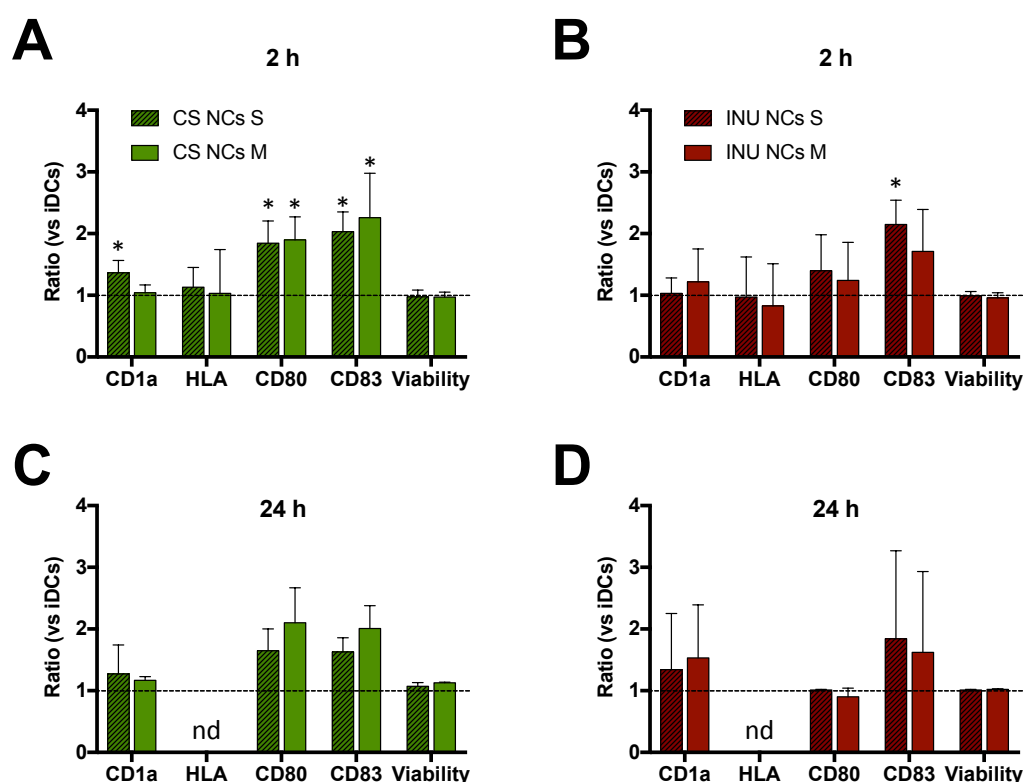 A
2 h
Ratio (vs iDCs)
4
3
2
1
0
CS NCs S
CS NCs M
*
* *
* *
CD1a HLA CD80 CD83 Viability
B
2 h
Ratio (vs iDCs)
4
3
2
1
0
INU NCs S
INU NCs M
*
CD1a HLA CD80 CD83 Viability
C
24 h
Ratio (vs iDCs)
4
3
2
1
0
nd
CD1a HLA CD80 CD83 Viability
D
24 h
Ratio (vs iDCs)
4
3
2
1
0
nd
CD1a HLA CD80 CD83 Viability